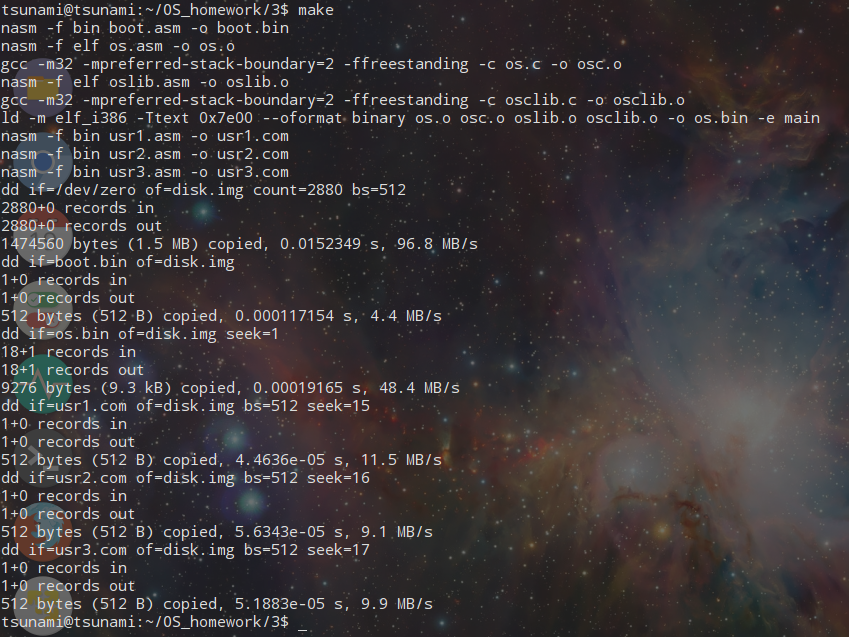 tsunami@tsunami:~/OS_homework/3$ make
nasm -f bin boot.asm -o boot.bin
nasm -f elf os.asm -o os.o
gcc -m32 -mpreferred-stack-boundary=2 -ffreestanding -c os.c -o osc.o
nasm -f elf oslib.asm -o oslib.o
gcc -m32 -mpreferred-stack-boundary=2 -ffreestanding -c osclib.c -o osclib.o
ld -m elf_i386 -Ttext 0x7e00 --oformat binary os.o osc.o oslib.o osclib.o -o os.bin -e main
nasm -f bin usr1.asm -o usr1.com
nasm -f bin usr2.asm -o usr2.com
nasm -f bin usr3.asm -o usr3.com
dd if=/dev/zero of=disk.img count=2880 bs=512
2880+0 records in
2880+0 records out
1474560 bytes (1.5 MB) copied, 0.0152349 s, 96.8 MB/s
dd if=boot.bin of=disk.img
1+0 records in
1+0 records out
512 bytes (512 B) copied, 0.000117154 s, 4.4 MB/s
dd if=os.bin of=disk.img seek=1
18+1 records in
18+1 records out
9276 bytes (9.3 kB) copied, 0.00019165 s, 48.4 MB/s
dd if=usr1.com of=disk.img bs=512 seek=15
1+0 records in
1+0 records out
512 bytes (512 B) copied, 4.4636e-05 s, 11.5 MB/s
dd if=usr2.com of=disk.img bs=512 seek=16
1+0 records in
1+0 records out
512 bytes (512 B) copied, 5.6343e-05 s, 9.1 MB/s
dd if=usr3.com of=disk.img bs=512 seek=17
1+0 records in
1+0 records out
512 bytes (512 B) copied, 5.1883e-05 s, 9.9 MB/s
tsunami@tsunami:~/OS_homework/3$ _